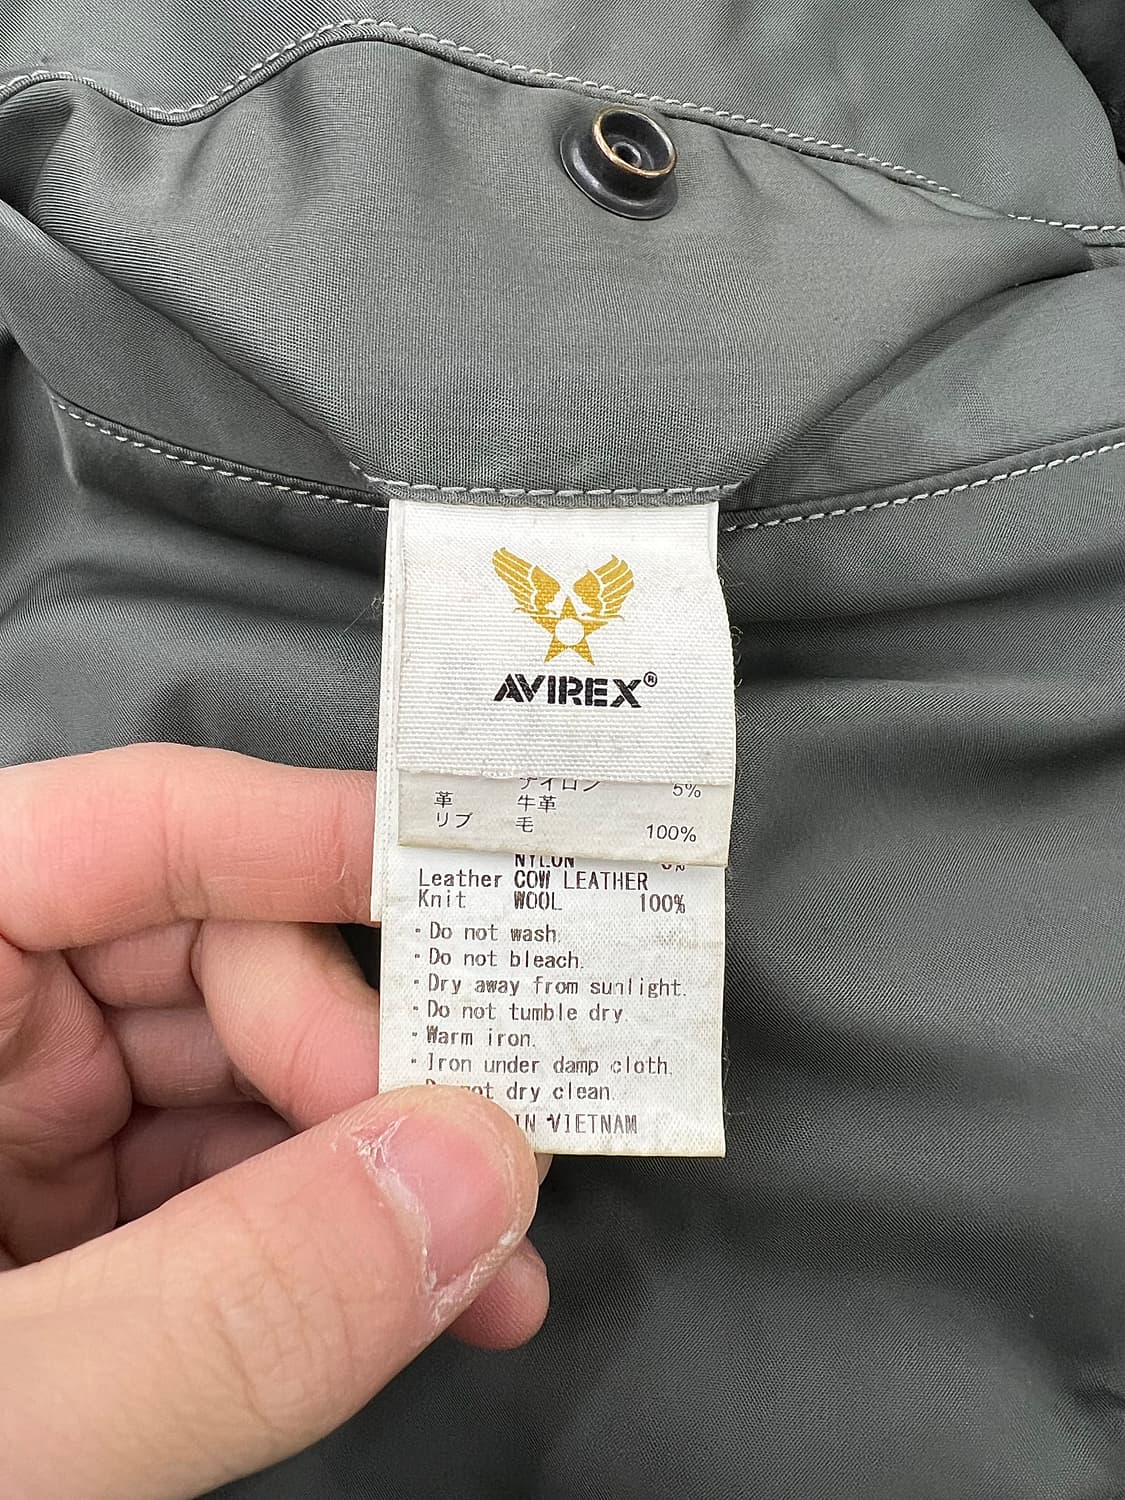 AVIREX®
ナイロン 5%
革 牛革
リブ 毛 100%
NYLON
Leather COW LEATHER
Knit WOOL 100%
・Do not wash.
・Do not bleach.
・Dry away from sunlight.
・Do not tumble dry.
・Warm iron.
・Iron under damp cloth.
not dry clean.
IN VIETNAM